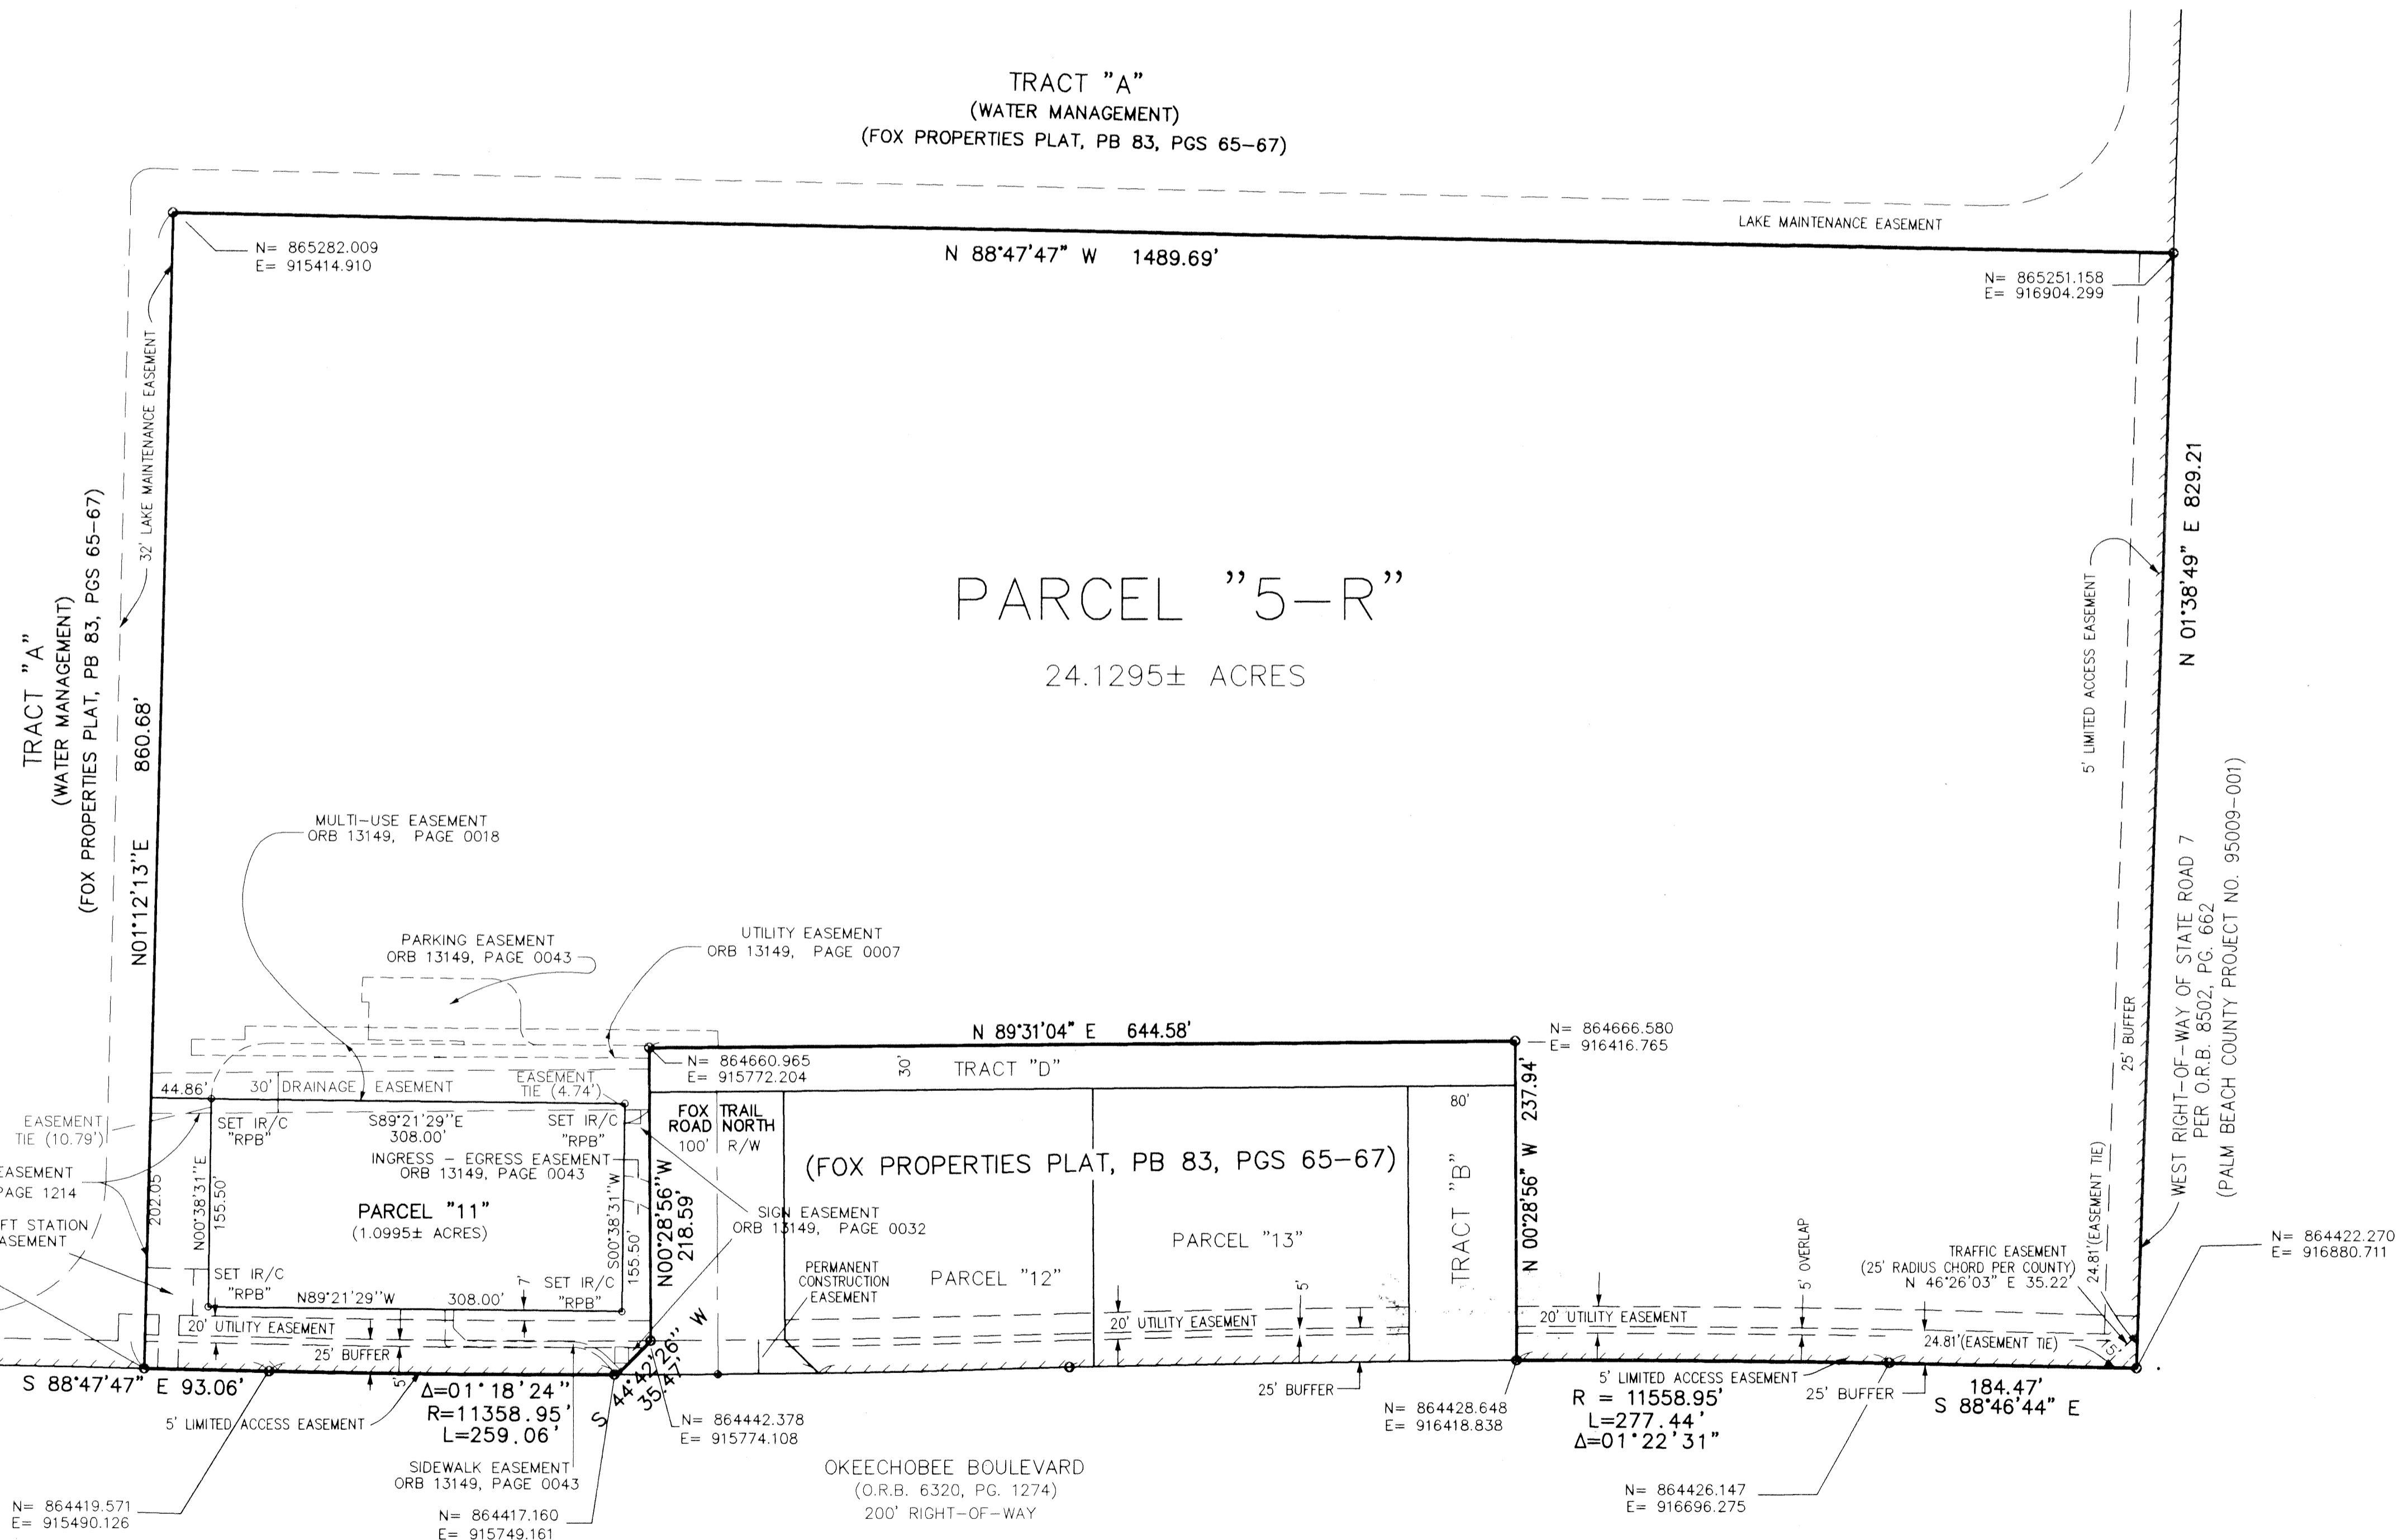 TRACT "A"
(WATER MANAGEMENT)
(FOX PROPERTIES PLAT, PB 83, PGS 65-67)
LAKE MAINTENANCE EASEMENT
N= 865282.009
E= 915414.910
N 88°47'47" W 1489.69'
N= 865251.158
E= 916904.299
32' LAKE MAINTENANCE EASEMENT
TRACT "A"
(WATER MANAGEMENT)
(FOX PROPERTIES PLAT, PB 83, PGS 65-67)
N01°12'13"E 860.68'
PARCEL "5-R"
24.1295± ACRES
5' LIMITED ACCESS EASEMENT
N 01°38'49" E 829.21
25' BUFFER
WEST RIGHT-OF-WAY OF STATE ROAD 7
PER O.R.B. 8502, PG. 662
(PALM BEACH COUNTY PROJECT NO. 95009-001)
MULTI-USE EASEMENT
ORB 13149, PAGE 0018
PARKING EASEMENT
ORB 13149, PAGE 0043
UTILITY EASEMENT
ORB 13149, PAGE 0007
N 89°31'04" E 644.58'
N= 864666.580
E= 916416.765
N= 864660.965
E= 915772.204
30'
TRACT "D"
44.86'
30' DRAINAGE EASEMENT
EASEMENT
TIE (4.74')
EASEMENT
TIE (10.79')
SET IR/C
"RPB"
S89°21'29"E
308.00'
SET IR/C
"RPB"
FOX TRAIL
ROAD NORTH
100' R/W
80'
INGRESS - EGRESS EASEMENT
ORB 13149, PAGE 0043
(FOX PROPERTIES PLAT, PB 83, PGS 65-67)
EASEMENT
PAGE 1214
202.05
N00°38'31"E
155.50'
PARCEL "11"
(1.0995± ACRES)
S00°38'31"W
155.50'
N00°28'56"W
218.59'
SIGN EASEMENT
ORB 13149, PAGE 0032
PARCEL "12"
PARCEL "13"
TRACT "B"
N 00°28'56" W 237.94'
FT STATION
ASEMENT
SET IR/C
"RPB"
N89°21'29"W 308.00'
7
SET IR/C
"RPB"
PERMANENT
CONSTRUCTION
EASEMENT
5'
5' OVERLAP
24.81'(EASEMENT TIE)
TRAFFIC EASEMENT
(25' RADIUS CHORD PER COUNTY)
N 46°26'03" E 35.22'
N= 864422.270
E= 916880.711
20' UTILITY EASEMENT
20' UTILITY EASEMENT
20' UTILITY EASEMENT
24.81'(EASEMENT TIE)
15'
25' BUFFER
5'
S 88°47'47" E 93.06'
Δ=01°18'24"
R=11358.95'
L=259.06'
5' LIMITED ACCESS EASEMENT
S 44°42'26" W
35.47'
N= 864442.378
E= 915774.108
25' BUFFER
N= 864428.648
E= 916418.838
5' LIMITED ACCESS EASEMENT
R = 11558.95'
L=277.44'
Δ=01°22'31"
25' BUFFER
184.47'
S 88°46'44" E
SIDEWALK EASEMENT
ORB 13149, PAGE 0043
OKEECHOBEE BOULEVARD
(O.R.B. 6320, PG. 1274)
200' RIGHT-OF-WAY
N= 864426.147
E= 916696.275
N= 864419.571
E= 915490.126
N= 864417.160
E= 915749.161